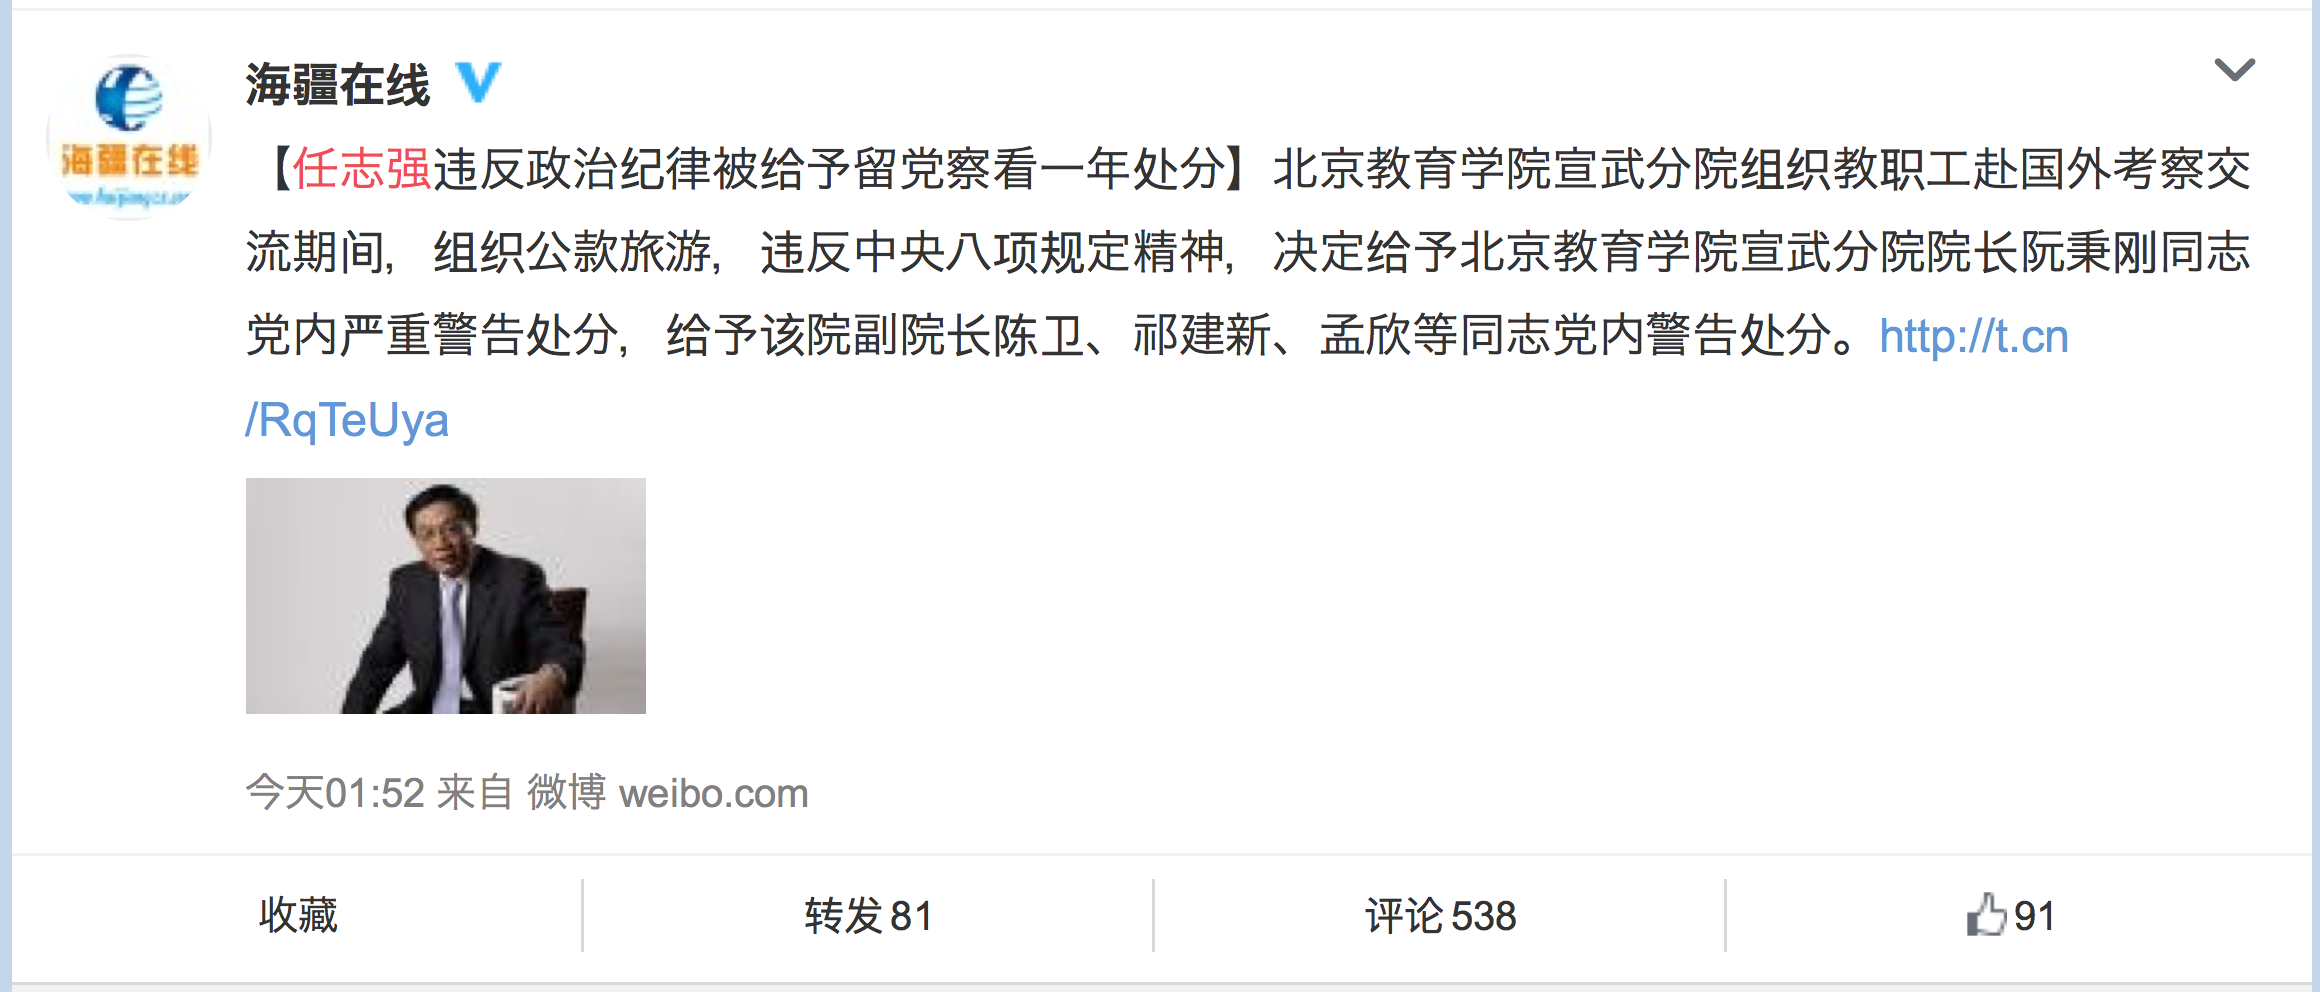 海疆在线
海疆在线
【任志强违反政治纪律被给予留党察看一年处分】北京教育学院宣武分院组织教职工赴国外考察交
流期间，组织公款旅游，违反中央八项规定精神，决定给予北京教育学院宣武分院院长阮秉刚同志
党内严重警告处分，给予该院副院长陈卫、祁建新、孟欣等同志党内警告处分。http://t.cn
/RqTeUya
今天01:52 来自 微博 weibo.com
收藏
转发 81
评论 538
91